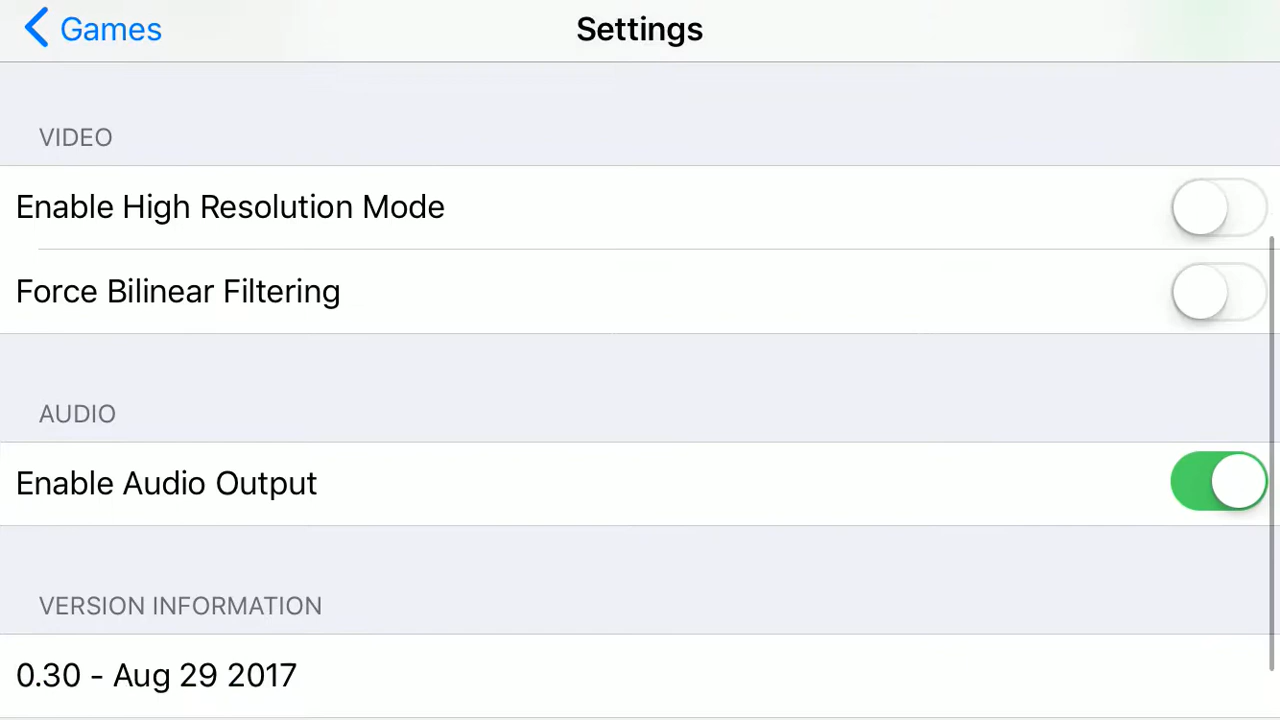 Games
Settings
VIDEO
Enable High Resolution Mode
Force Bilinear Filtering
AUDIO
Enable Audio Output
VERSION INFORMATION
0.30 - Aug 29 2017